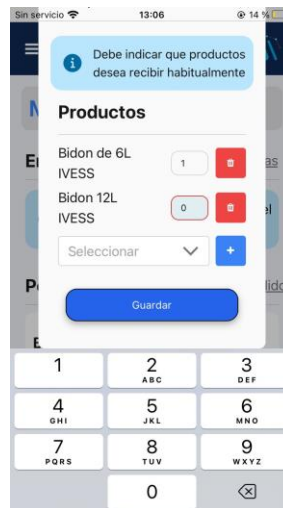 Sin servicio 13:06 14 %
Debe indicar que productos
desea recibir habitualmente
Productos
Bidon de 6L
IVESS
1
Bidon 12L
IVESS
0
Seleccionar
+
Guardar
1 2 3
ABC DEF
4 5 6
GHI JKL MNO
7 8 9
PQRS TUV WXYZ
0